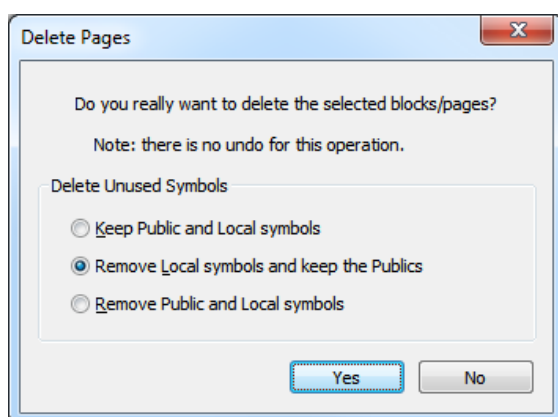 Delete Pages
Do you really want to delete the selected blocks/pages?
Note: there is no undo for this operation.
Delete Unused Symbols
Keep Public and Local symbols
Remove Local symbols and keep the Publics
Remove Public and Local symbols
Yes No